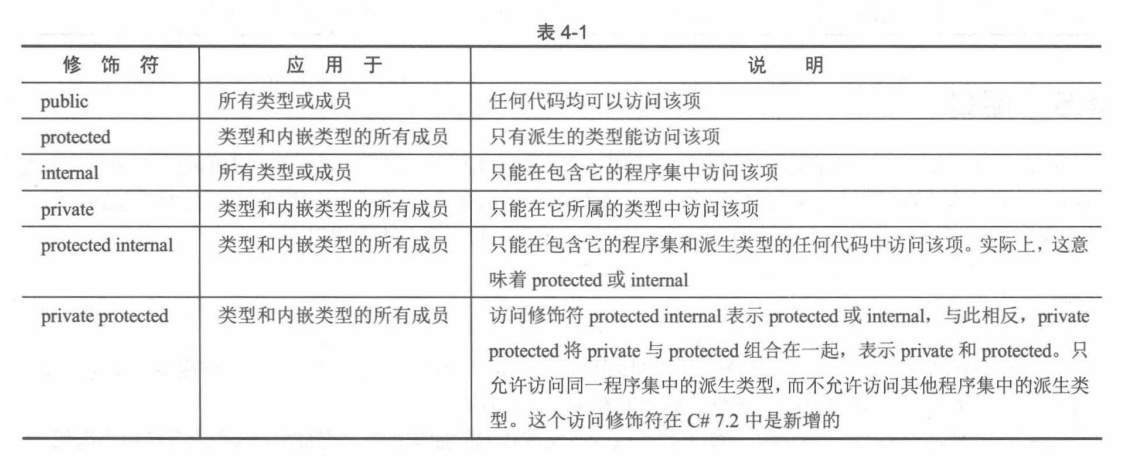 表 4-1
修 饰 符 应 用 于 说 明
public 所有类型或成员 任何代码均可以访问该项
protected 类型和内嵌类型的所有成员 只有派生的类型能访问该项
internal 所有类型或成员 只能在包含它的程序集中访问该项
private 类型和内嵌类型的所有成员 只能在它所属的类型中访问该项
protected internal 类型和内嵌类型的所有成员 只能在包含它的程序集和派生类型的任何代码中访问该项。实际上，这意
味着 protected 或 internal
private protected 类型和内嵌类型的所有成员 访问修饰符 protected internal 表示 protected 或 internal，与此相反，private
protected 将 private 与 protected 组合在一起，表示 private 和 protected。只
允许访问同一程序集中的派生类型，而不允许访问其他程序集中的派生类
型。这个访问修饰符在 C# 7.2 中是新增的